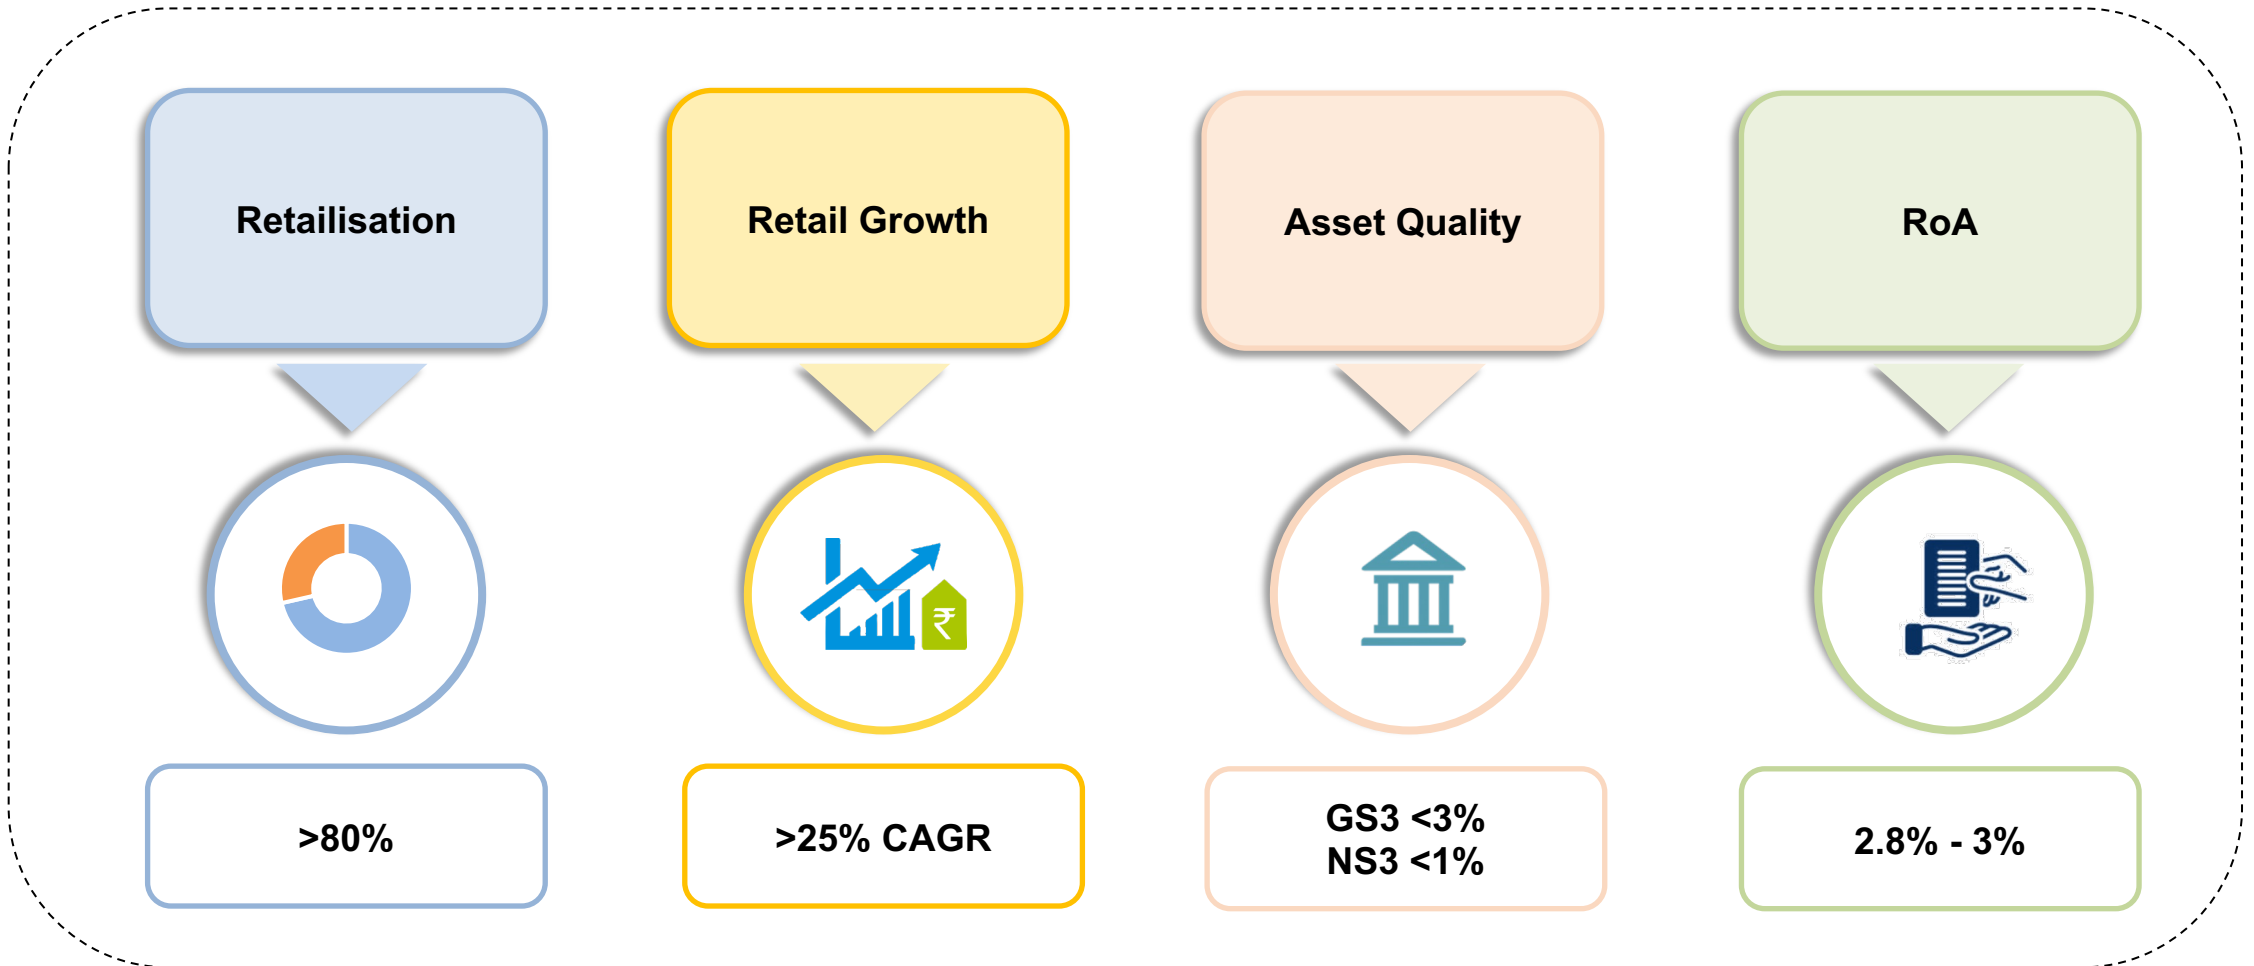 Retailisation
Retail Growth
Asset Quality
RoA
₹
>80%
>25% CAGR
GS3 <3%
NS3 <1%
2.8% - 3%